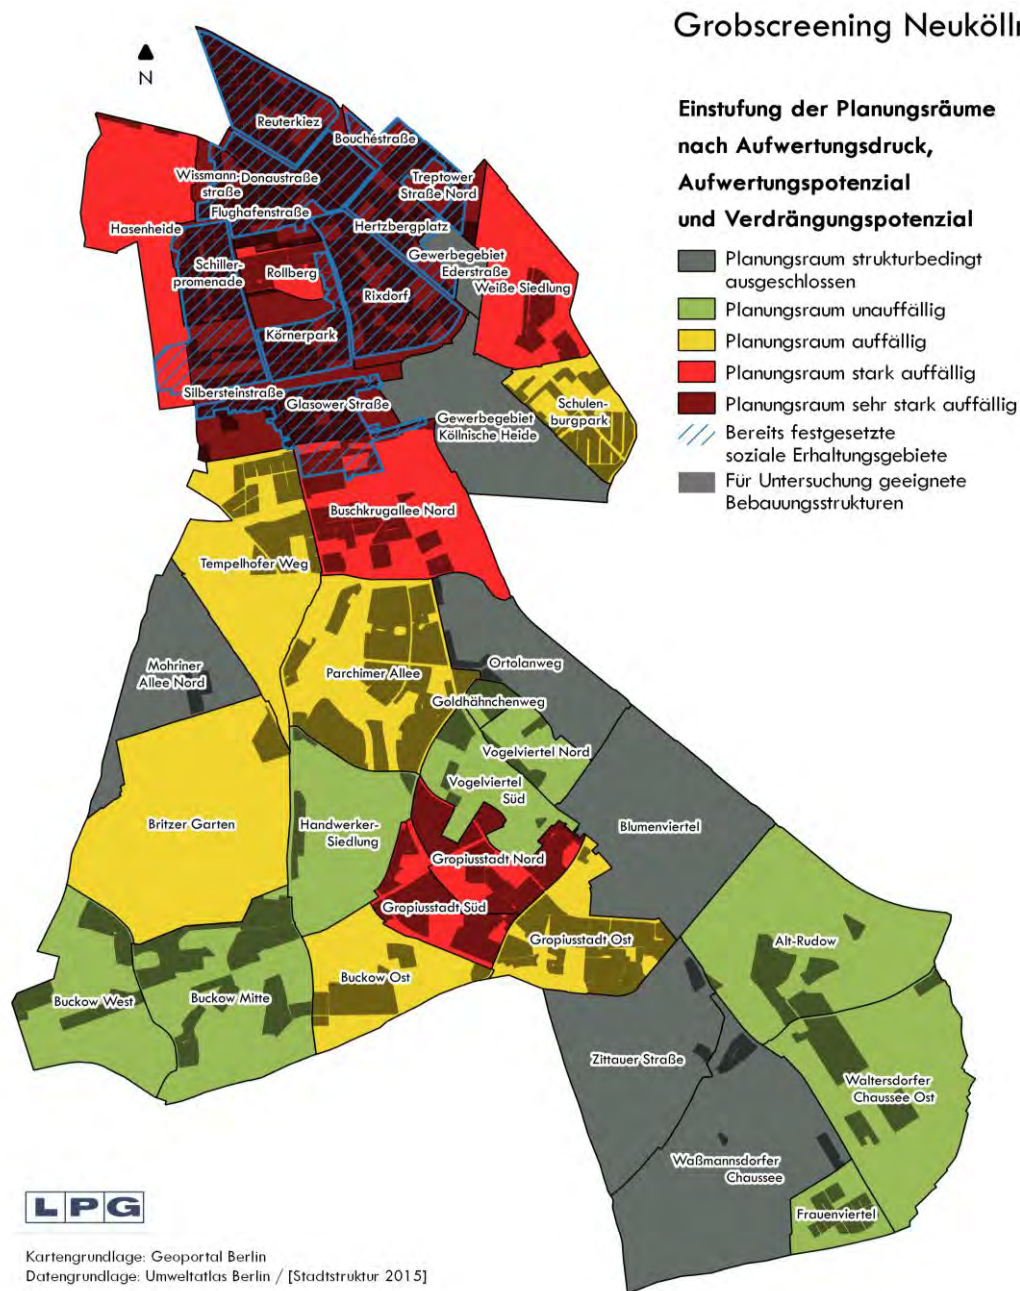 Grobscreening Neukölln
N
Einstufung der Planungsräume
nach Aufwertungsdruck,
Aufwertungspotenzial
und Verdrängungspotenzial
Planungsraum strukturbedingt
ausgeschlossen
Planungsraum unauffällig
Planungsraum auffällig
Planungsraum stark auffällig
Planungsraum sehr stark auffällig
Bereits festgesetzte
soziale Erhaltungsgebiete
Für Untersuchung geeignete
Bebauungsstrukturen
Reuterkiez
Bouchéstraße
Wissmann-
straße
Donaustraße
Treptower
Straße Nord
Flughafenstraße
Hasenheide
Hertzbergplatz
Gewerbegebiet
Ederstraße
Schiller-
promenade
Rollberg
Weiße Siedlung
Rixdorf
Körnerpark
Silbersteinstraße
Glasower Straße
Schulen-
burgpark
Gewerbegebiet
Köllnische Heide
Buschkrugallee Nord
Tempelhofer Weg
Mohriner
Allee Nord
Parchimer Allee
Ortolanweg
Goldhähnchenweg
Vogelviertel Nord
Vogelviertel
Süd
Britzer Garten
Handwerker-
Siedlung
Blumenviertel
Gropiusstadt Nord
Gropiusstadt Süd
Gropiusstadt Ost
Alt-Rudow
Buckow Ost
Buckow West
Buckow Mitte
Zittauer Straße
Waltersdorfer
Chaussee Ost
Waßmannsdorfer
Chaussee
Frauenviertel
LPG
Kartengrundlage: Geoportal Berlin
Datengrundlage: Umweltatlas Berlin / [Stadtstruktur 2015]